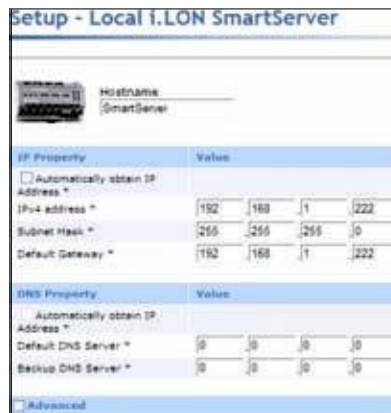 Setup - Local i.LON SmartServer
Hostname
SmartServer
IP Property Value
Automatically obtain IP
Address *
IPv4 address * 192 .168 .1 .222
Subnet Mask * 255 .255 .255 .0
Default Gateway * 192 .168 .1 .222
DNS Property Value
Automatically obtain IP
Address *
Default DNS Server * 0 .0 .0 .0
Backup DNS Server * 0 .0 .0 .0
Advanced